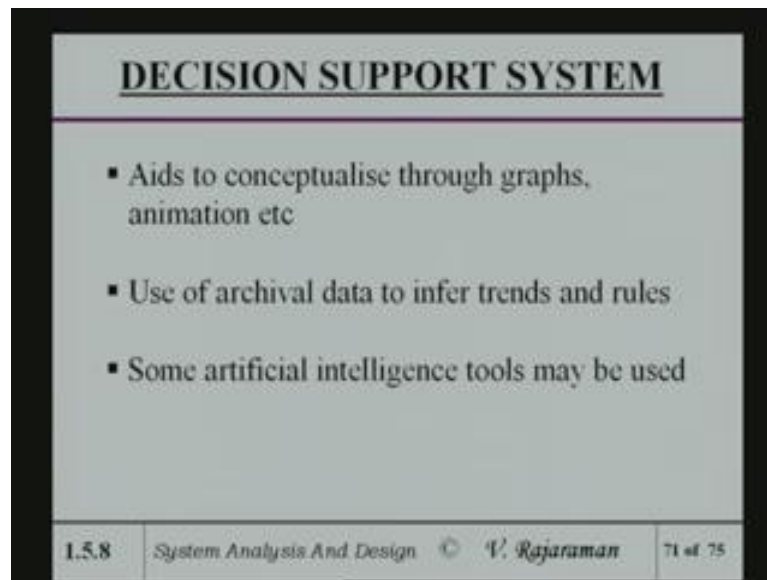 DECISION SUPPORT SYSTEM
▪ Aids to conceptualise through graphs,
animation etc
▪ Use of archival data to infer trends and rules
▪ Some artificial intelligence tools may be used
1.5.8 System Analysis And Design © V. Rajaraman 71 of 75